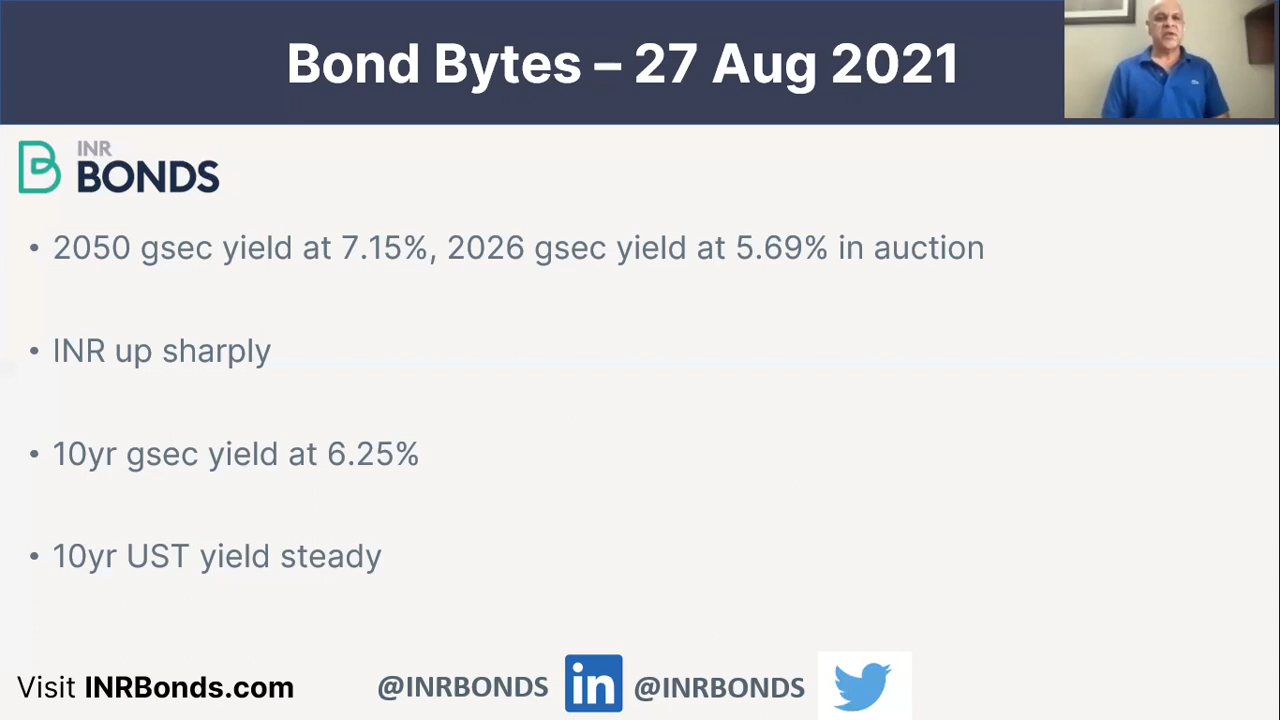 Bond Bytes – 27 Aug 2021
INR
BONDS
• 2050 gsec yield at 7.15%, 2026 gsec yield at 5.69% in auction
• INR up sharply
• 10yr gsec yield at 6.25%
• 10yr UST yield steady
Visit INRBonds.com @INRBONDS in @INRBONDS